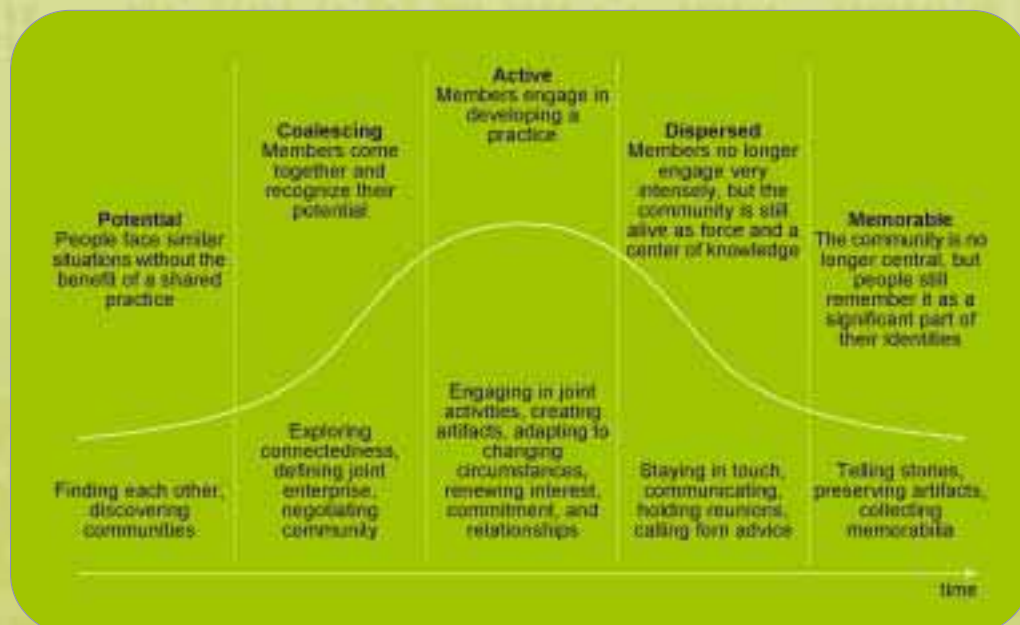 Potential
People face similar
situations without the
benefit of a shared
practice
Coalescing
Members come
together and
recognize their
potential
Active
Members engage in
developing a
practice
Dispersed
Members no longer
engage very
intensely, but the
community is still
alive as force and a
center of knowledge
Memorable
The community is no
longer central, but
people still
remember it as a
significant part of
their identities
Finding each other,
discovering
communities
Exploring
connectedness,
defining joint
enterprise,
negotiating
community
Engaging in joint
activities, creating
artifacts, adapting to
changing
circumstances,
renewing interest,
commitment, and
relationships
Staying in touch,
communicating,
holding reunions,
calling forn advice
Telling stories,
preserving artifacts,
collecting
memorabilia
time